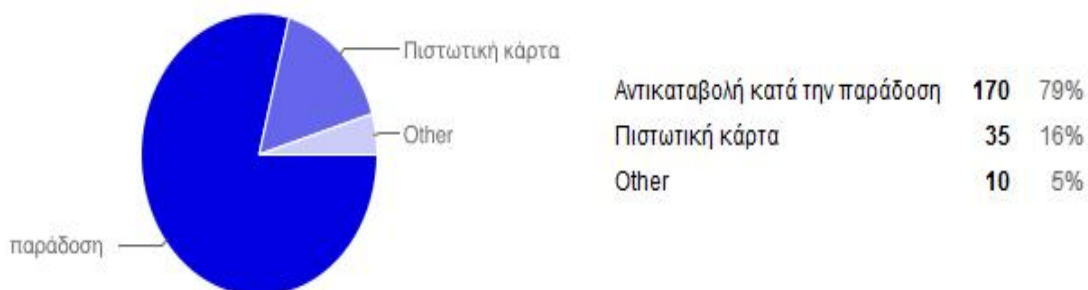 Πιστωτική κάρτα
Other
παράδοση
Αντικαταβολή κατά την παράδοση 170 79%
Πιστωτική κάρτα 35 16%
Other 10 5%